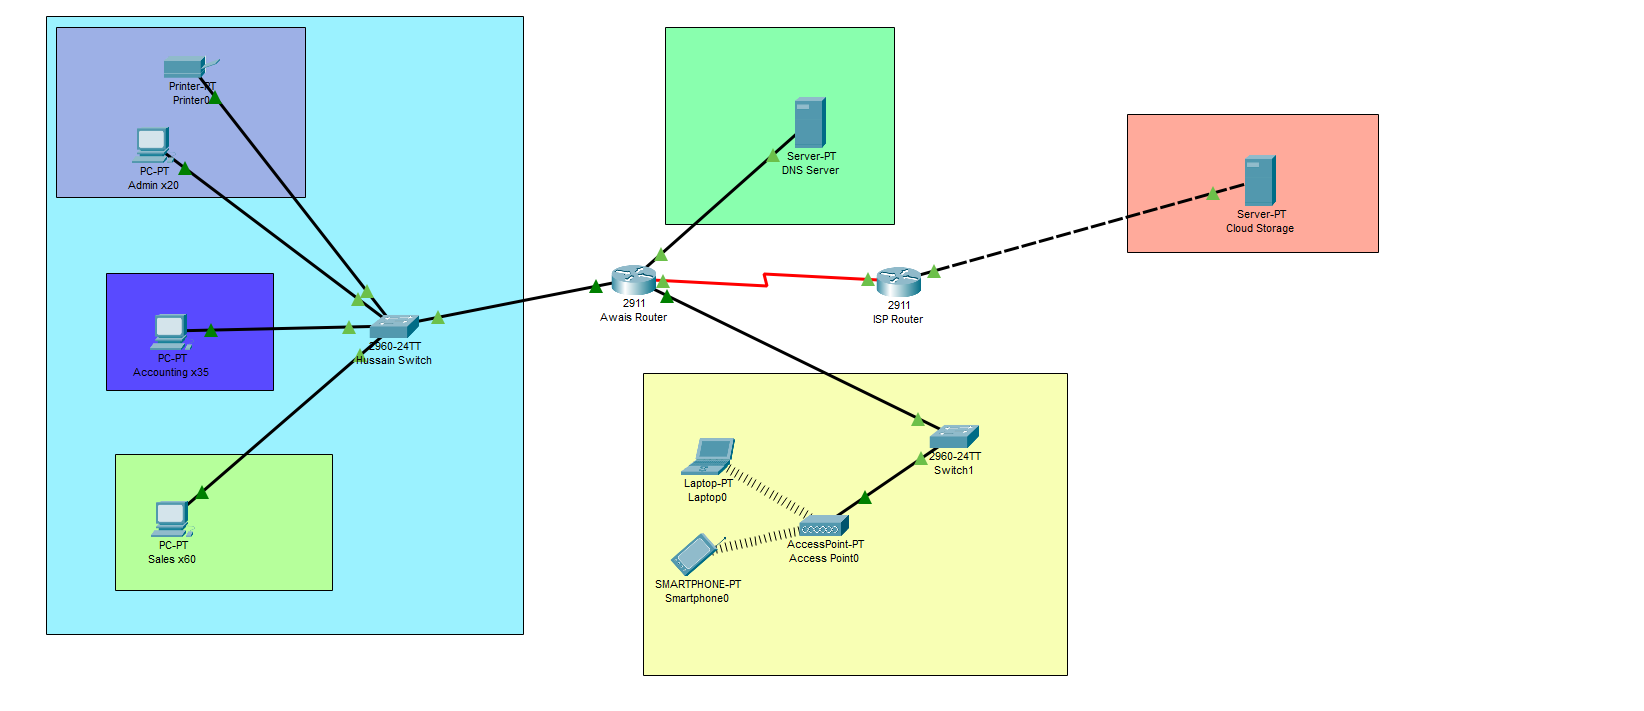 Printer-PT
Printer0
PC-PT
Admin x20
PC-PT
Accounting x35
PC-PT
Sales x60
2960-24TT
Hussain Switch
Server-PT
DNS Server
2911
Awais Router
2911
ISP Router
Server-PT
Cloud Storage
2960-24TT
Switch1
Laptop-PT
Laptop0
AccessPoint-PT
Access Point0
SMARTPHONE-PT
Smartphone0